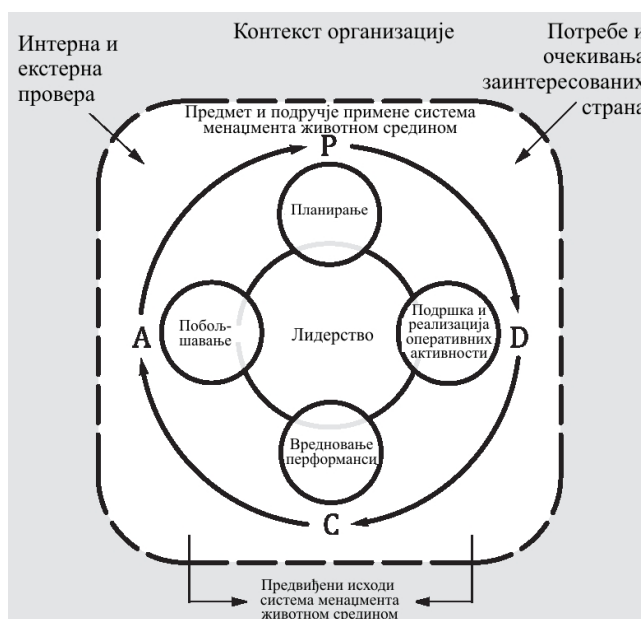 Контекст организације
Интерна и
екстерна
провера
Потребе и
очекивања
заинтересованих
страна
Предмет и подручје примене система
менаџмента животном средином
P
Планирање
A
Побољ-
шавање
Лидерство
Подршка и
реализација
оперативних
активности
D
Вредновање
перформанси
C
Предвиђени исходи
система менаџмента
животном средином